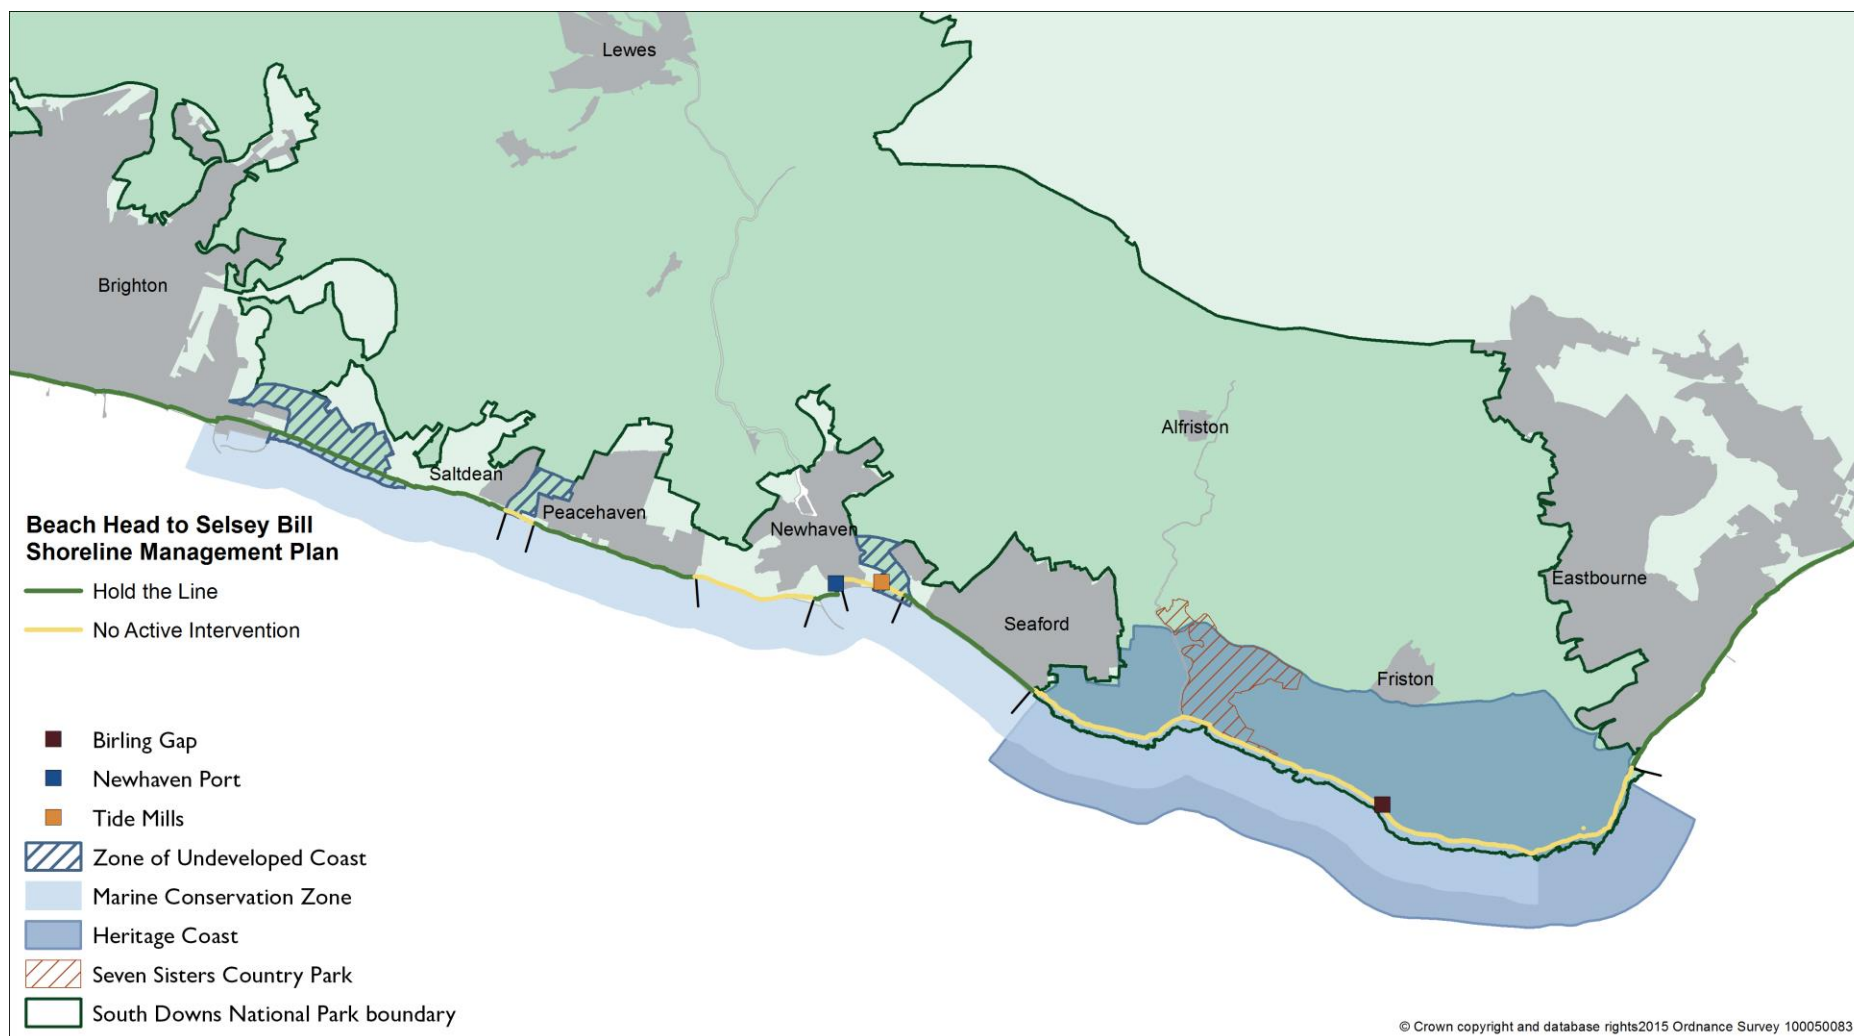 Lewes
Brighton
Alfriston
Saltdean
Peacehaven
Newhaven
Eastbourne
Seaford
Friston
Beach Head to Selsey Bill
Shoreline Management Plan
Hold the Line
No Active Intervention
Birling Gap
Newhaven Port
Tide Mills
Zone of Undeveloped Coast
Marine Conservation Zone
Heritage Coast
Seven Sisters Country Park
South Downs National Park boundary
© Crown copyright and database rights2015 Ordnance Survey 100050083